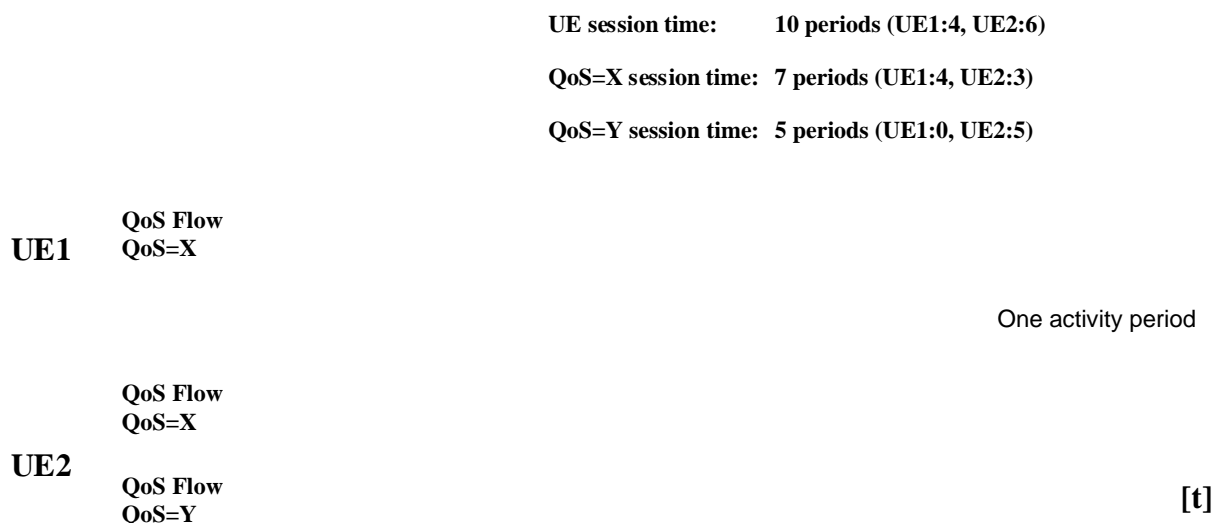 UE session time: 10 periods (UE1:4, UE2:6)
QoS=X session time: 7 periods (UE1:4, UE2:3)
QoS=Y session time: 5 periods (UE1:0, UE2:5)
QoS Flow
UE1 QoS=X
One activity period
QoS Flow
QoS=X
UE2
QoS Flow
[t]
QoS=Y